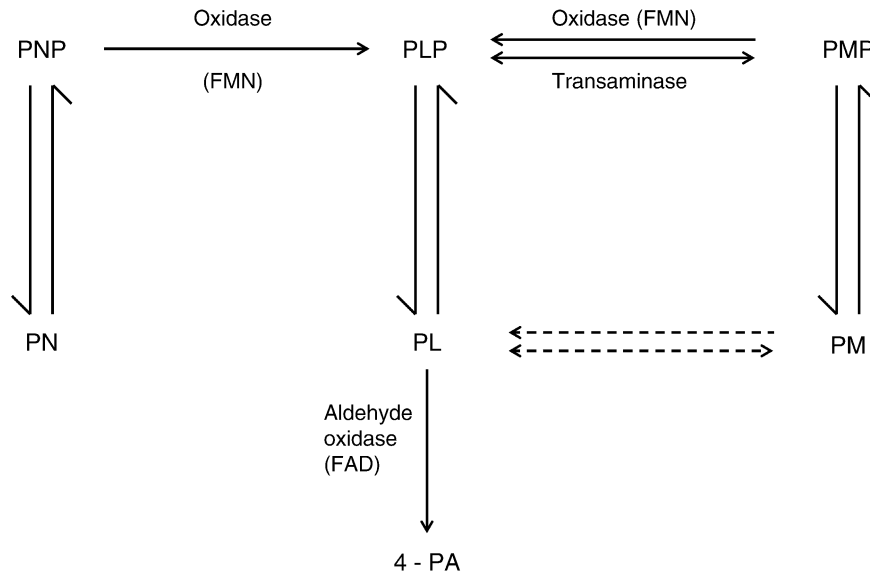 Oxidase
Oxidase (FMN)
PNP
PLP
PMP
(FMN)
Transaminase
PN
PL
PM
Aldehyde
oxidase
(FAD)
4 - PA